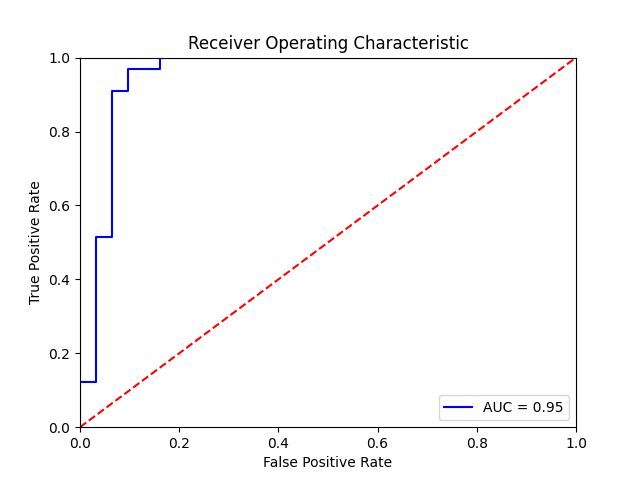 Receiver Operating Characteristic
True Positive Rate
1.0
0.8
0.6
0.4
0.2
0.0
AUC = 0.95
0.0 0.2 0.4 0.6 0.8 1.0
False Positive Rate